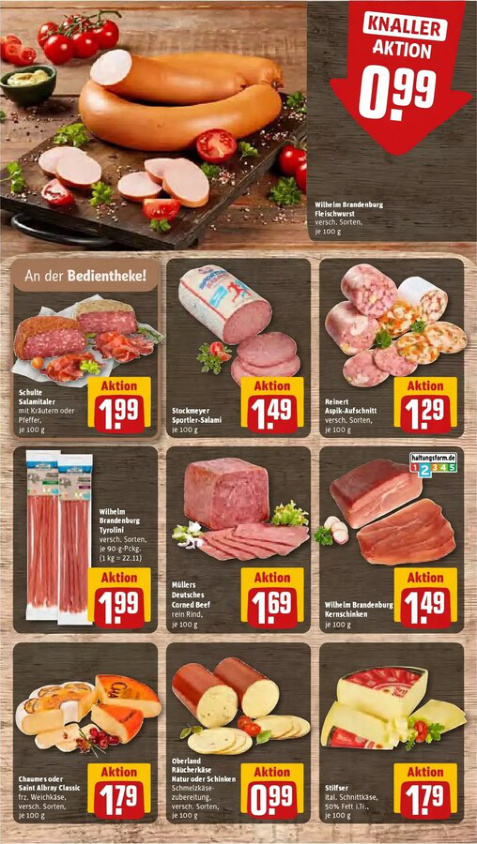 KNALLER
AKTION
0.99
Wilhelm Brandenburg
Fleischwurst
versch. Sorten,
je 100 g
An der Bedientheke!
Schulte
Salamitaler
mit Kräutern oder
Pfeffer,
je 100 g
Aktion
1.99
Stockmeyer
Sportler-Salami
je 100 g
Aktion
1.49
Reinert
Aspik-Aufschnitt
versch. Sorten,
je 100 g
Aktion
1.29
Wilhelm
Brandenburg
Tyrolini
versch. Sorten,
je 90-g-Pckg.
(1 kg = 22.11)
Aktion
1.99
Müllers
Deutsches
Corned Beef
rein Rind,
je 100 g
Aktion
1.69
haltungsform.de
1 2 3 4 5
Wilhelm Brandenburg
Kernschinken
je 100 g
Aktion
1.49
Chaumes oder
Saint Albray Classic
frz. Weichkäse,
versch. Sorten,
je 100 g
Aktion
1.79
Oberland
Räucherkäse
Natur oder Schinken
Schmelzkäse-
zubereitung,
versch. Sorten,
je 100 g
Aktion
0.99
Stilfser
ital. Schnittkäse,
50% Fett i.Tr.,
je 100 g
Aktion
1.79